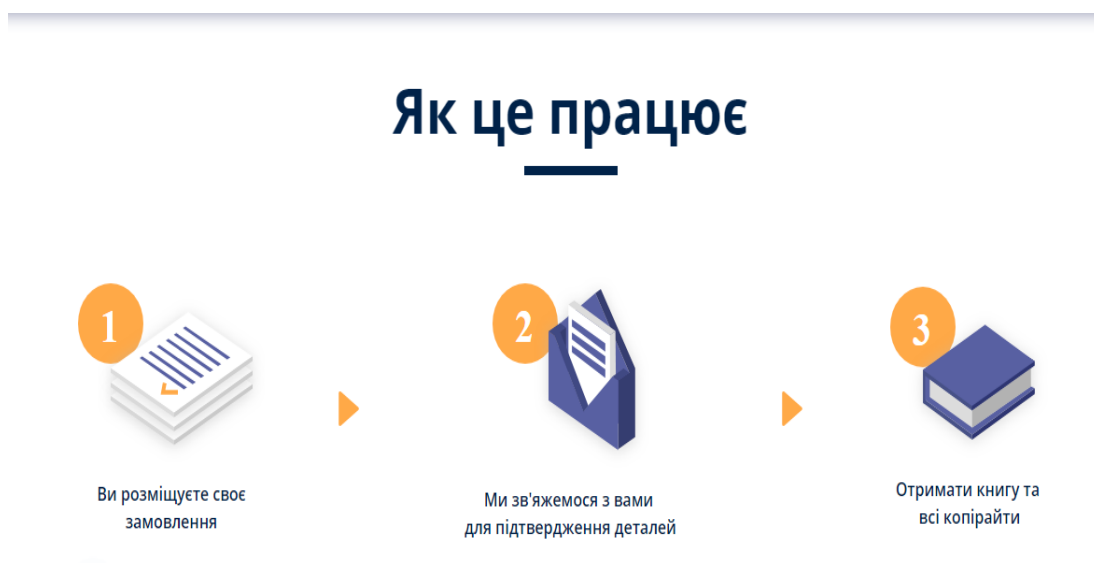 Як це працює
1
2
3
Ви розміщуєте своє
замовлення
Ми зв'яжемося з вами
для підтвердження деталей
Отримати книгу та
всі копірайти